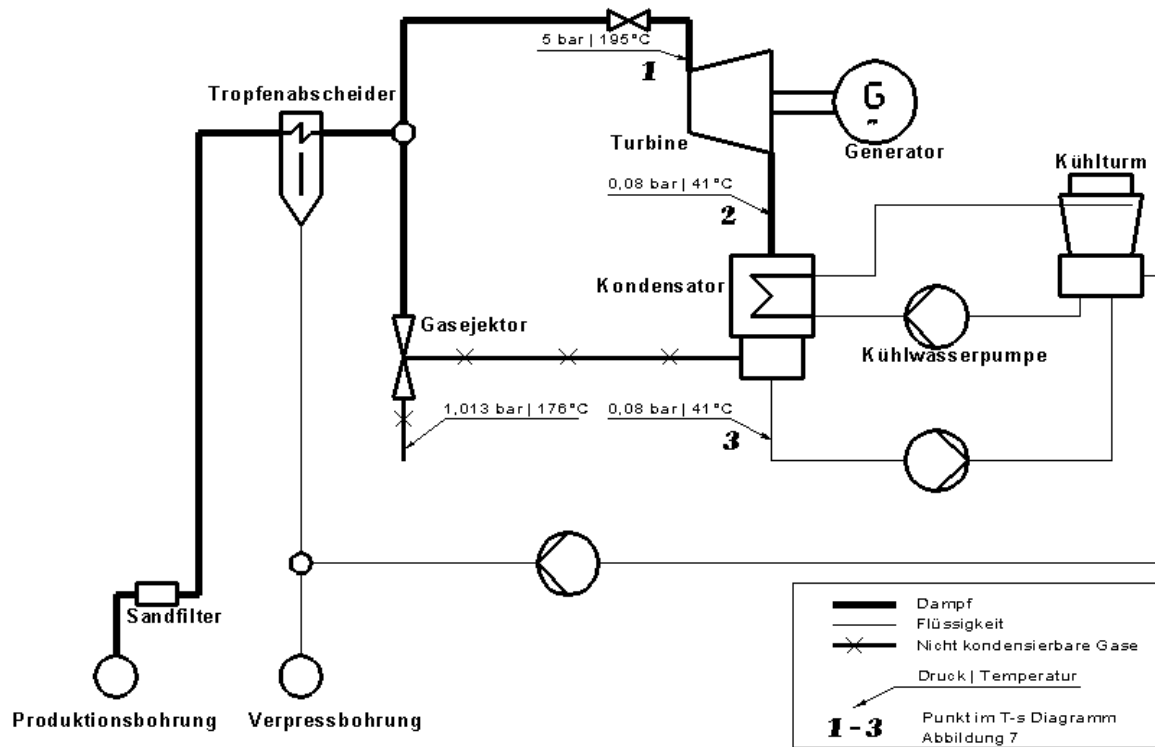 5 bar | 195°C
1
Tropfenabscheider
G
~
Turbine
Generator
Kühlturm
0,08 bar | 41°C
2
Kondensator
Gasejektor
Kühlwasserpumpe
1,013 bar | 176°C
0,08 bar | 41°C
3
Sandfilter
Produktionsbohrung
Verpressbohrung
Dampf
Flüssigkeit
Nicht kondensierbare Gase
Druck | Temperatur
1-3
Punkt im T-s Diagramm
Abbildung 7